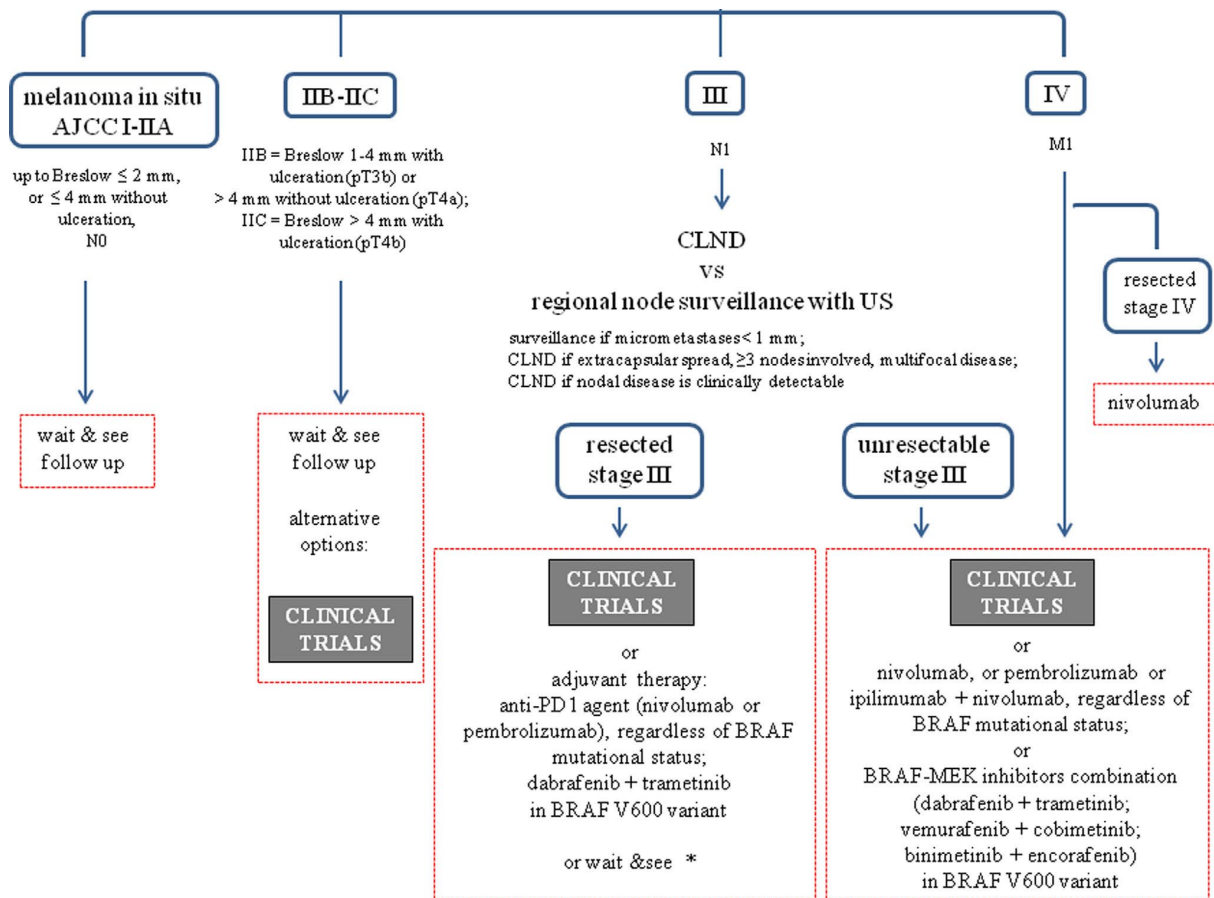 melanoma in situ
AJCC I-IIA
up to Breslow ≤ 2 mm,
or ≤ 4 mm without
ulceration,
N0
wait & see
follow up
IIB-IIC
IIB = Breslow 1-4 mm with
ulceration (pT3b) or
> 4 mm without ulceration (pT4a);
IIC = Breslow > 4 mm with
ulceration (pT4b)
wait & see
follow up
alternative
options:
CLINICAL
TRIALS
III
N1
CLND
vs
regional node surveillance with US
surveillance if micrometastases < 1 mm;
CLND if extracapsular spread, ≥3 nodes involved, multifocal disease;
CLND if nodal disease is clinically detectable
resected
stage III
CLINICAL
TRIALS
or
adjuvant therapy:
anti-PD1 agent (nivolumab or
pembrolizumab), regardless of BRAF
mutational status;
dabrafenib + trametinib
in BRAF V600 variant
or wait &see *
unresectable
stage III
IV
M1
resected
stage IV
nivolumab
CLINICAL
TRIALS
or
nivolumab, or pembrolizumab or
ipilimumab + nivolumab, regardless of
BRAF mutational status;
or
BRAF-MEK inhibitors combination
(dabrafenib + trametinib;
vemurafenib + cobimetinib;
binimetinib + encorafenib)
in BRAF V600 variant